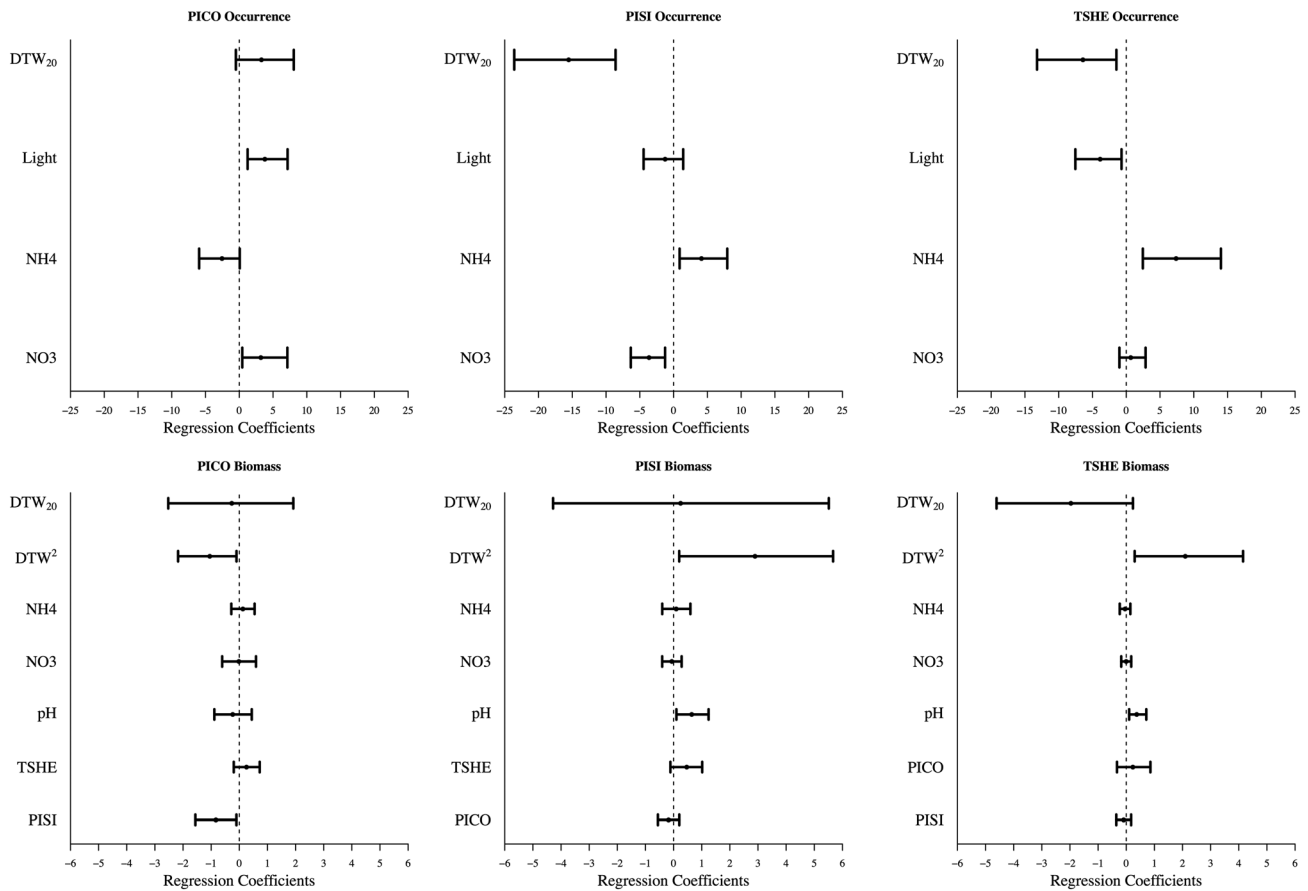 PICO Occurrence
DTW₂₀
Light
NH4
NO3
−25 −20 −15 −10 −5 0 5 10 15 20 25
Regression Coefficients
PISI Occurrence
DTW₂₀
Light
NH4
NO3
−25 −20 −15 −10 −5 0 5 10 15 20 25
Regression Coefficients
TSHE Occurrence
DTW₂₀
Light
NH4
NO3
−25 −20 −15 −10 −5 0 5 10 15 20 25
Regression Coefficients
PICO Biomass
DTW₂₀
DTW²
NH4
NO3
pH
TSHE
PISI
−6 −5 −4 −3 −2 −1 0 1 2 3 4 5 6
Regression Coefficients
PISI Biomass
DTW₂₀
DTW²
NH4
NO3
pH
TSHE
PICO
−6 −5 −4 −3 −2 −1 0 1 2 3 4 5 6
Regression Coefficients
TSHE Biomass
DTW₂₀
DTW²
NH4
NO3
pH
PICO
PISI
−6 −5 −4 −3 −2 −1 0 1 2 3 4 5 6
Regression Coefficients